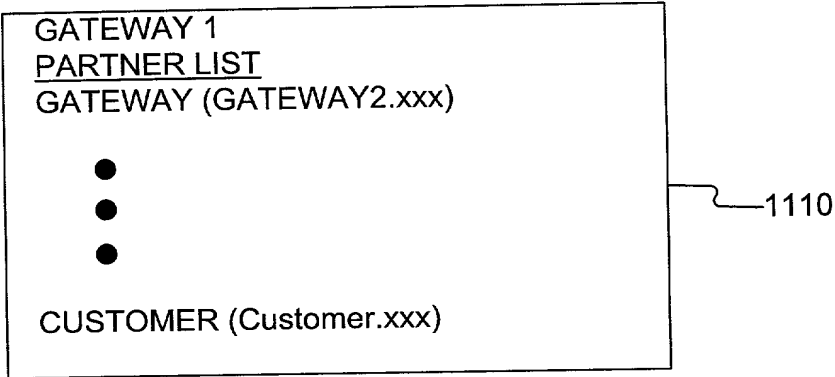 GATEWAY 1
PARTNER LIST
GATEWAY (GATEWAY2.xxx)
CUSTOMER (Customer.xxx)
1110